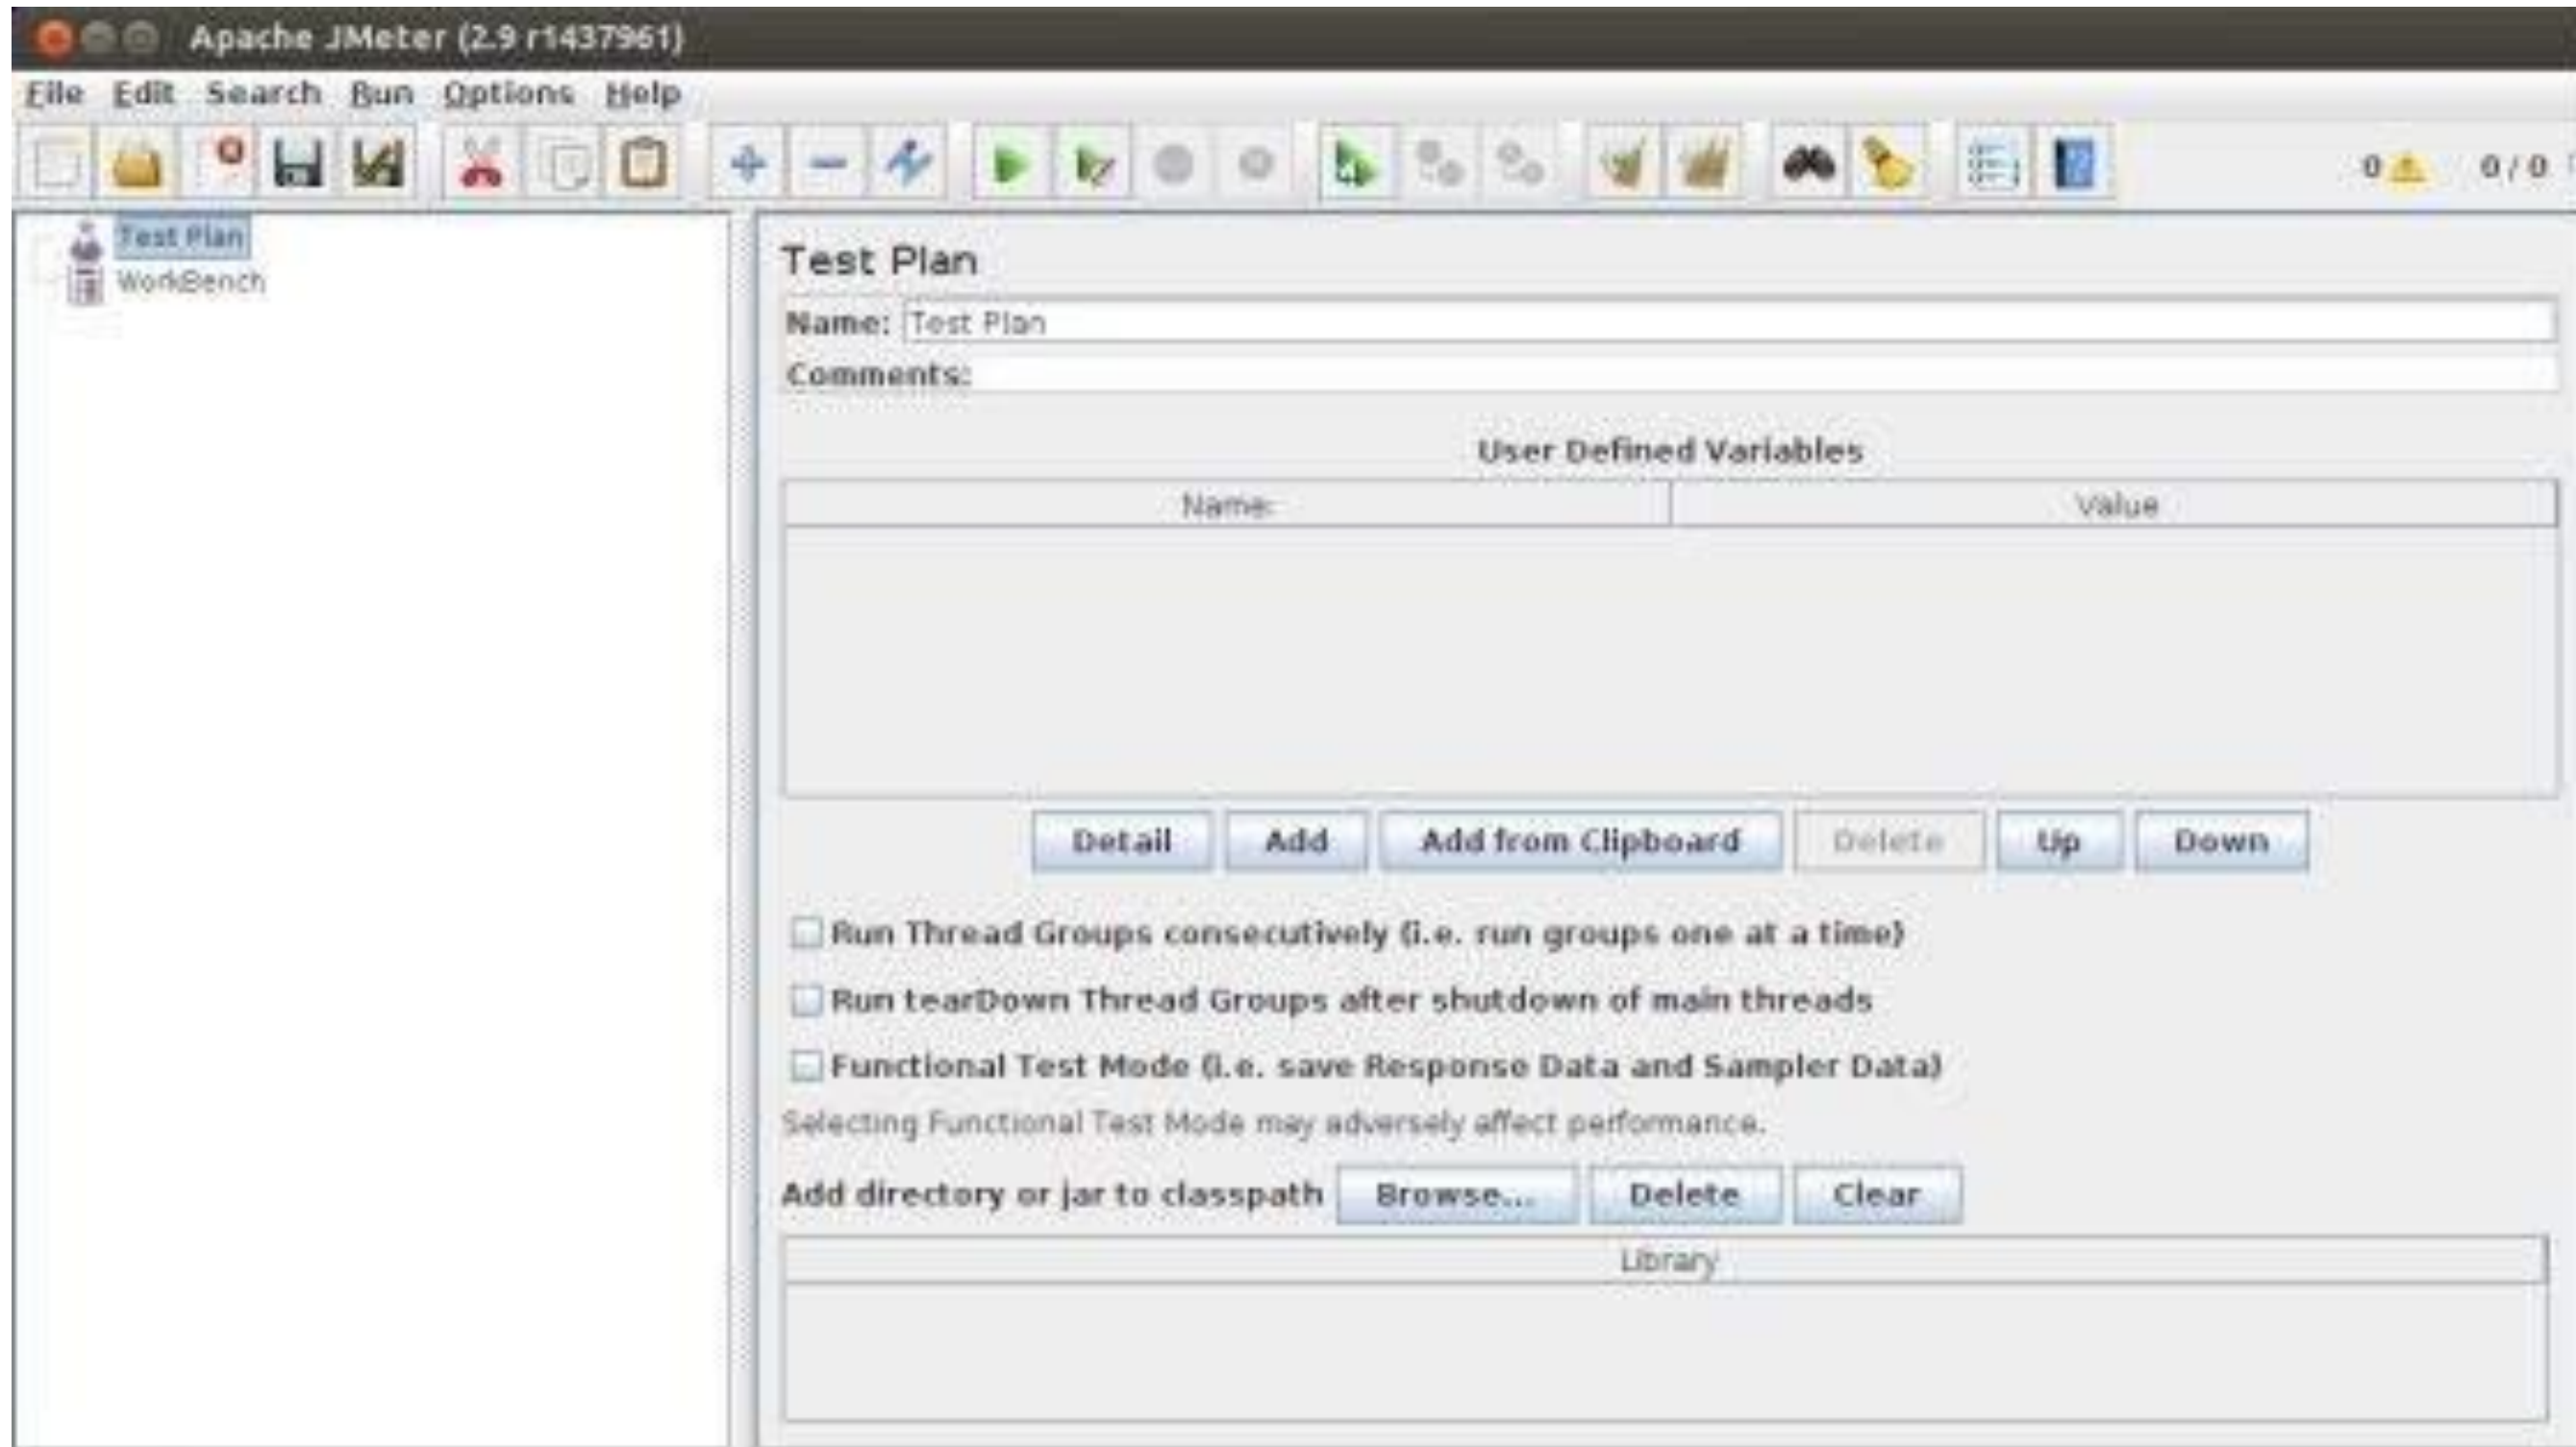 Apache JMeter (2.9 r1437961)
File Edit Search Run Options Help
0 0 / 0
Test Plan
WorkBench
Test Plan
Name: Test Plan
Comments:
User Defined Variables
Name: Value
Detail Add Add from Clipboard Delete Up Down
Run Thread Groups consecutively (i.e. run groups one at a time)
Run tearDown Thread Groups after shutdown of main threads
Functional Test Mode (i.e. save Response Data and Sampler Data)
Selecting Functional Test Mode may adversely affect performance.
Add directory or jar to classpath Browse... Delete Clear
Library